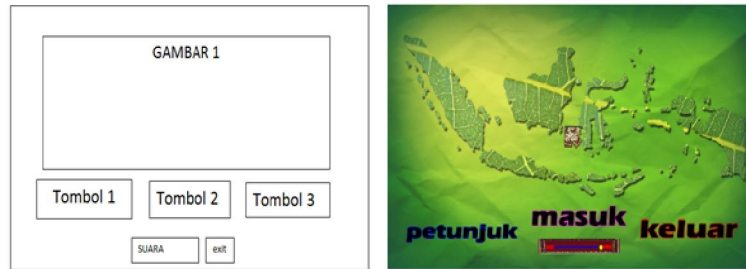 GAMBAR 1
Tombol 1 Tombol 2 Tombol 3
SUARA exit
petunjuk masuk keluar